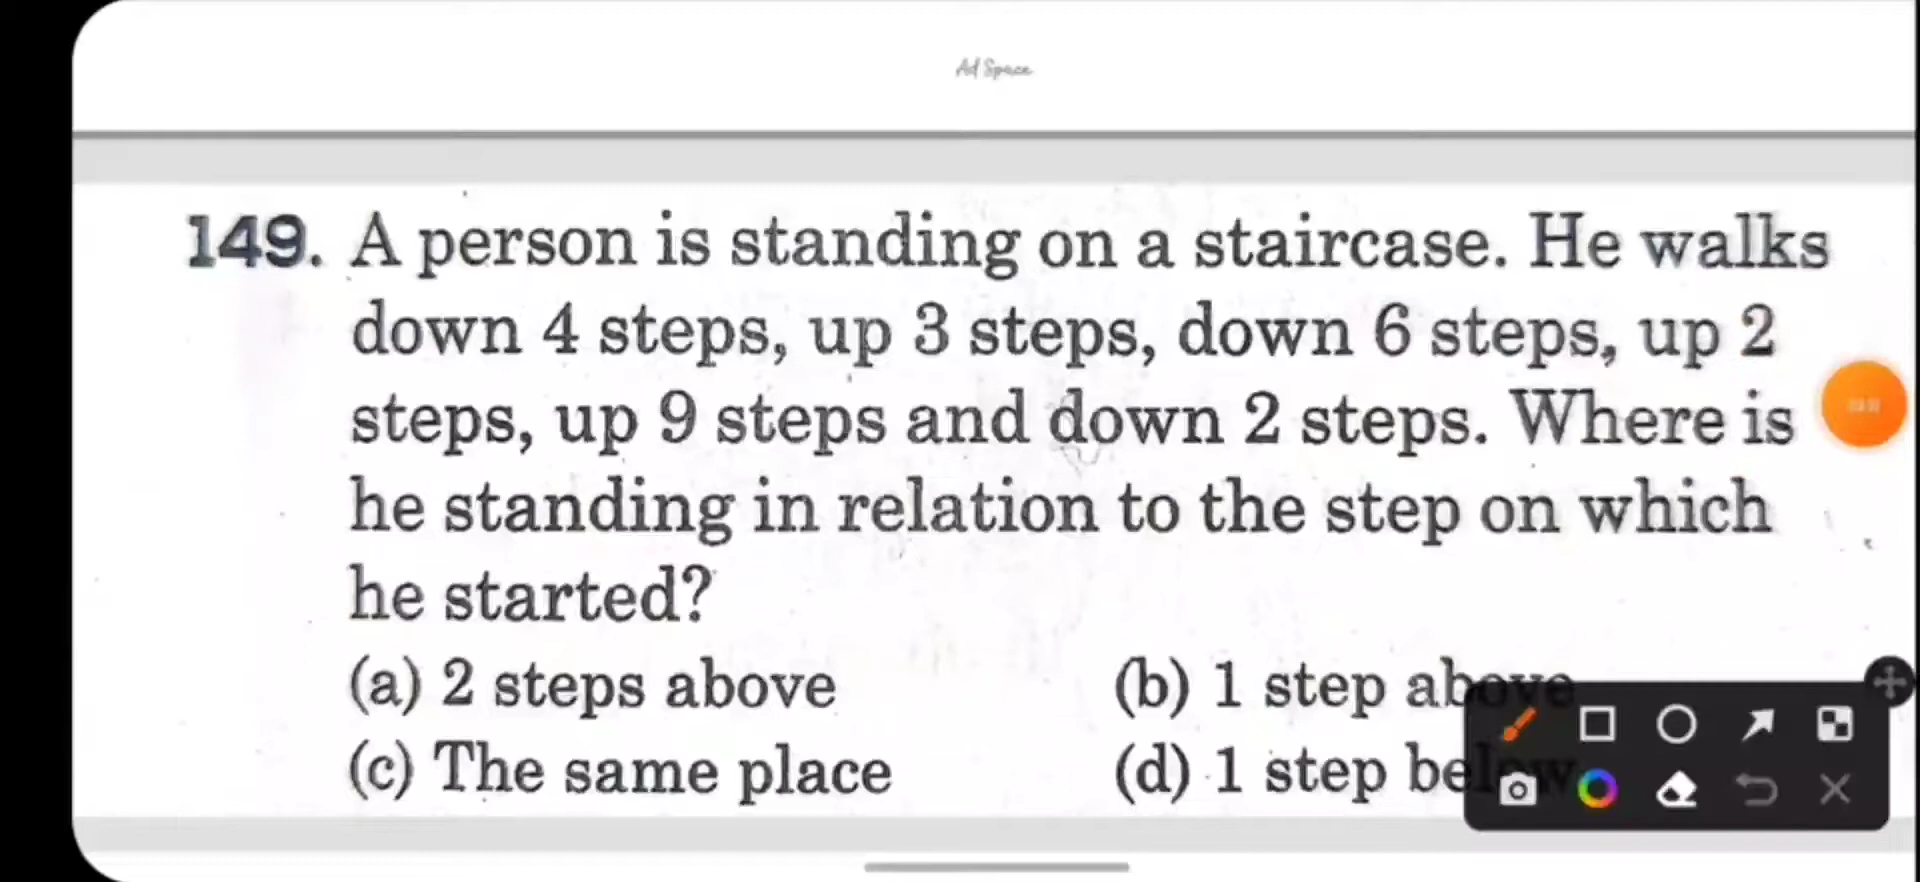 Ad Space
149. A person is standing on a staircase. He walks
down 4 steps, up 3 steps, down 6 steps, up 2
steps, up 9 steps and down 2 steps. Where is
he standing in relation to the step on which
he started?
(a) 2 steps above (b) 1 step above
(c) The same place (d) 1 step below